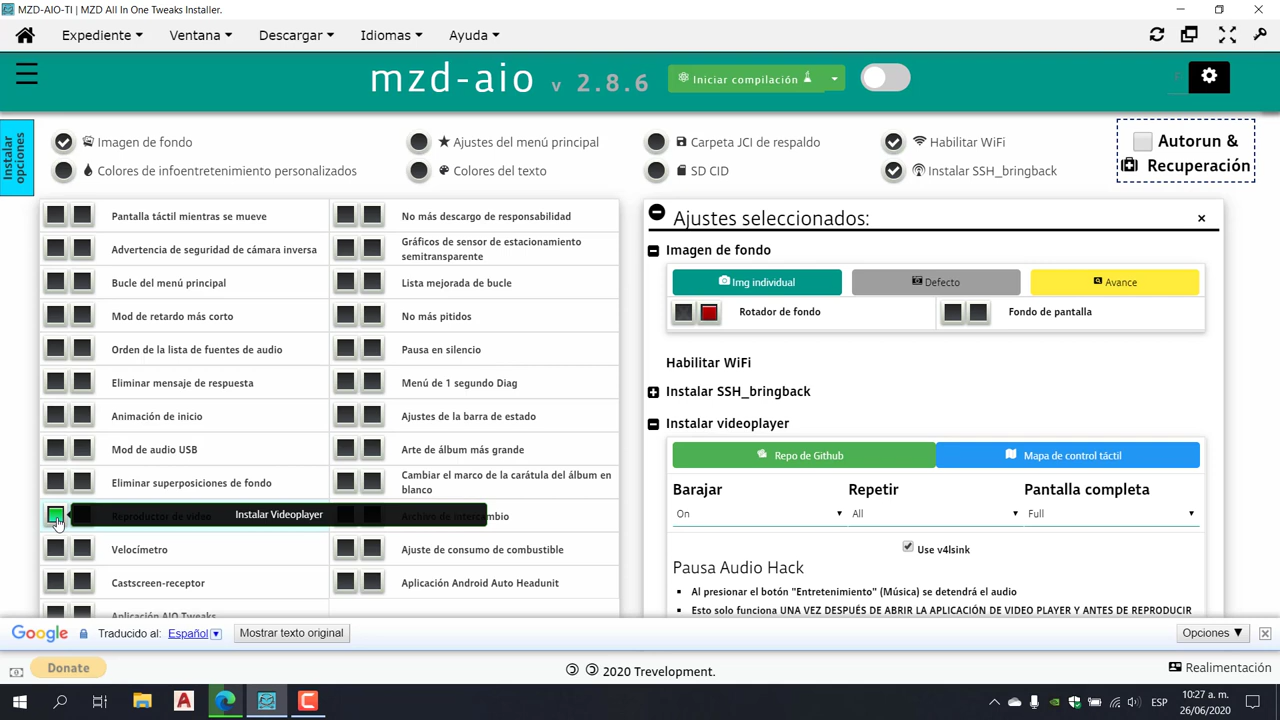 MZD-AIO-TI | MZD All In One Tweaks Installer.
Expediente Ventana Descargar Idiomas Ayuda
mzd-aio v 2.8.6 Iniciar compilación
Instalar opciones
Imagen de fondo Ajustes del menú principal Carpeta JCI de respaldo Habilitar WiFi
Colores de infoentretenimiento personalizados Colores del texto SD CID Instalar SSH_bringback
Autorun &
Recuperación
Pantalla táctil mientras se mueve
No más descargo de responsabilidad
Advertencia de seguridad de cámara inversa
Gráficos de sensor de estacionamiento
semitransparente
Bucle del menú principal
Lista mejorada de bucle
Mod de retardo más corto
No más pitidos
Orden de la lista de fuentes de audio
Pausa en silencio
Eliminar mensaje de respuesta
Menú de 1 segundo Diag
Animación de inicio
Ajustes de la barra de estado
Mod de audio USB
Arte de álbum más grande
Eliminar superposiciones de fondo
Cambiar el marco de la carátula del álbum en
blanco
Reproductor de video
Instalar Videoplayer
Archivo de intercambio
Velocímetro
Ajuste de consumo de combustible
Castscreen-receptor
Aplicación Android Auto Headunit
Aplicación AIO Tweaks
Ajustes seleccionados: ×
Imagen de fondo
Img individual Defecto Avance
Rotador de fondo Fondo de pantalla
Habilitar WiFi
Instalar SSH_bringback
Instalar videoplayer
Repo de Github Mapa de control táctil
Barajar Repetir Pantalla completa
On All Full
Use v4lsink
Pausa Audio Hack
Al presionar el botón "Entretenimiento" (Música) se detendrá el audio
Esto solo funciona UNA VEZ DESPUÉS DE ABRIR LA APLICACIÓN DE VIDEO PLAYER Y ANTES DE REPRODUCIR
Google Traducido al: Español Mostrar texto original Opciones ▼
Donate
2020 Trevelopment.
Realimentación
ESP
10:27 a. m.
26/06/2020